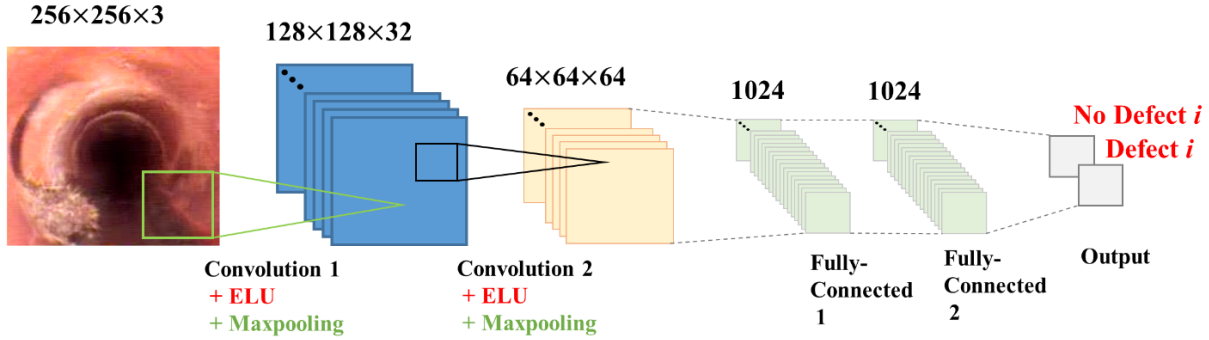 256×256×3
128×128×32
64×64×64
1024
1024
No Defect i
Defect i
Convolution 1
+ ELU
+ Maxpooling
Convolution 2
+ ELU
+ Maxpooling
Fully-
Connected
1
Fully-
Connected
2
Output